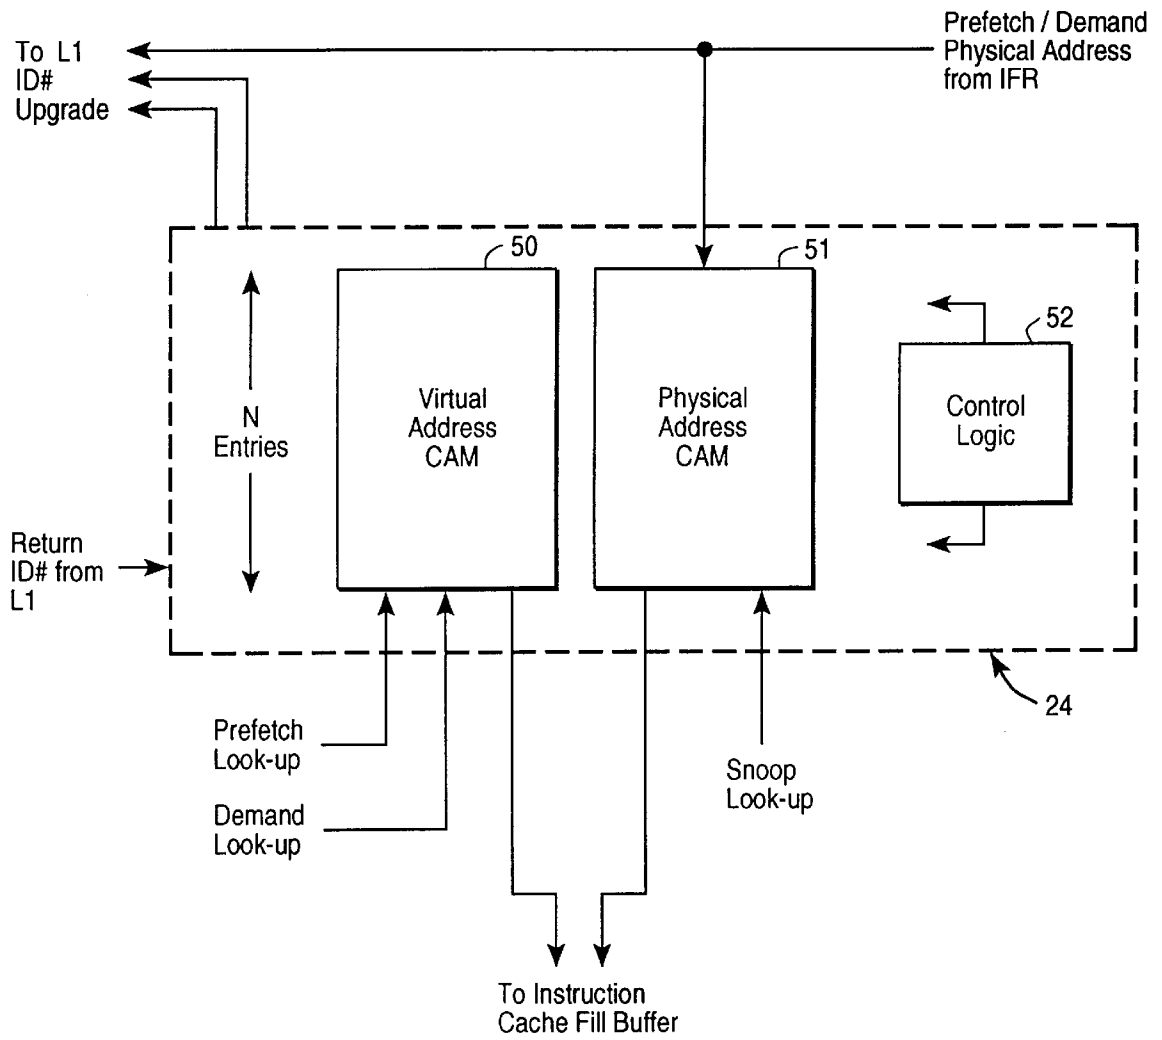 Prefetch / Demand
Physical Address
from IFR
To L1
ID#
Upgrade
50
51
52
Virtual
Address
CAM
Physical
Address
CAM
Control
Logic
N
Entries
Return
ID# from
L1
24
Prefetch
Look-up
Demand
Look-up
Snoop
Look-up
To Instruction
Cache Fill Buffer